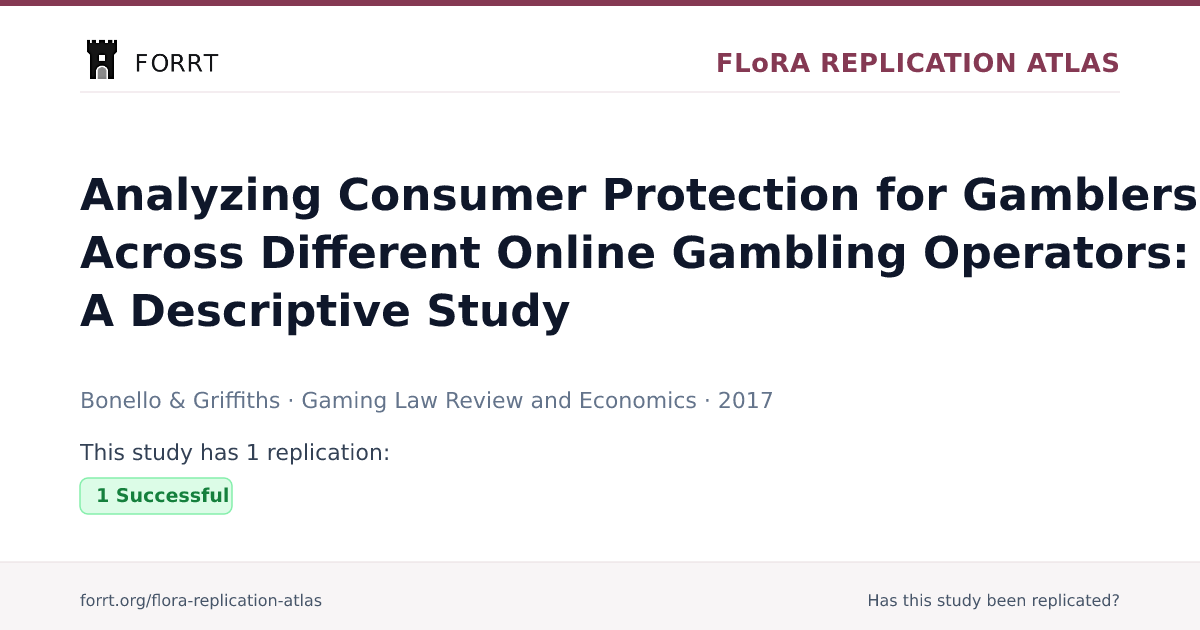 FORRT
FLoRA REPLICATION ATLAS
Analyzing Consumer Protection for Gamblers
Across Different Online Gambling Operators:
A Descriptive Study
Bonello & Griffiths · Gaming Law Review and Economics · 2017
This study has 1 replication:
1 Successful
forrt.org/flora-replication-atlas
Has this study been replicated?